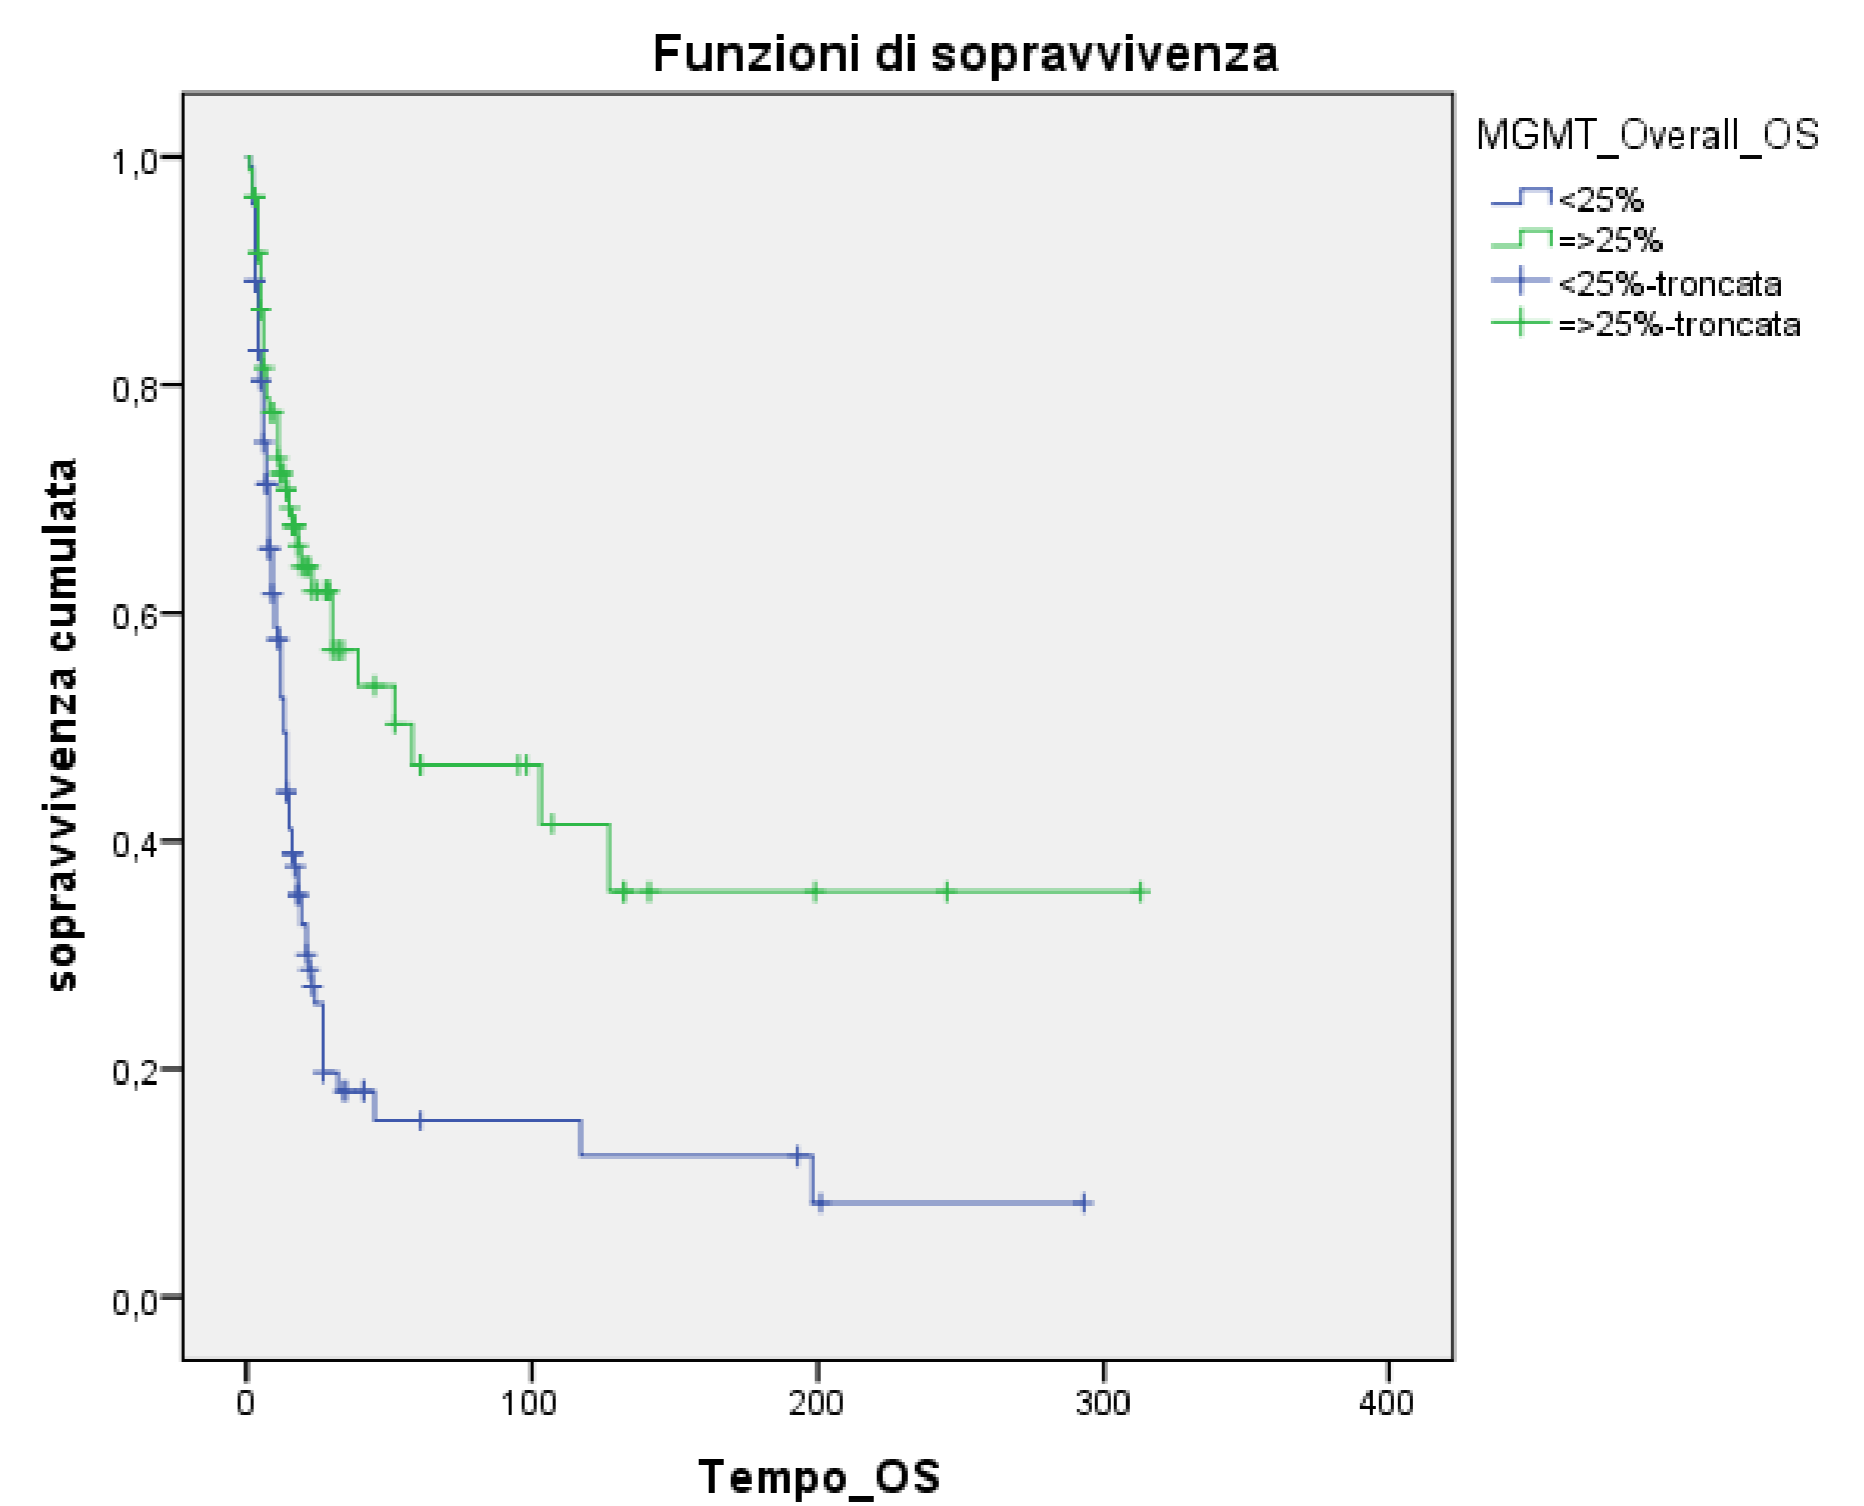 Funzioni di sopravvivenza
MGMT_Overall_OS
<25%
=>25%
<25%-troncata
=>25%-troncata
sopravvivenza cumulata
1,0
0,8
0,6
0,4
0,2
0,0
0 100 200 300 400
Tempo_OS